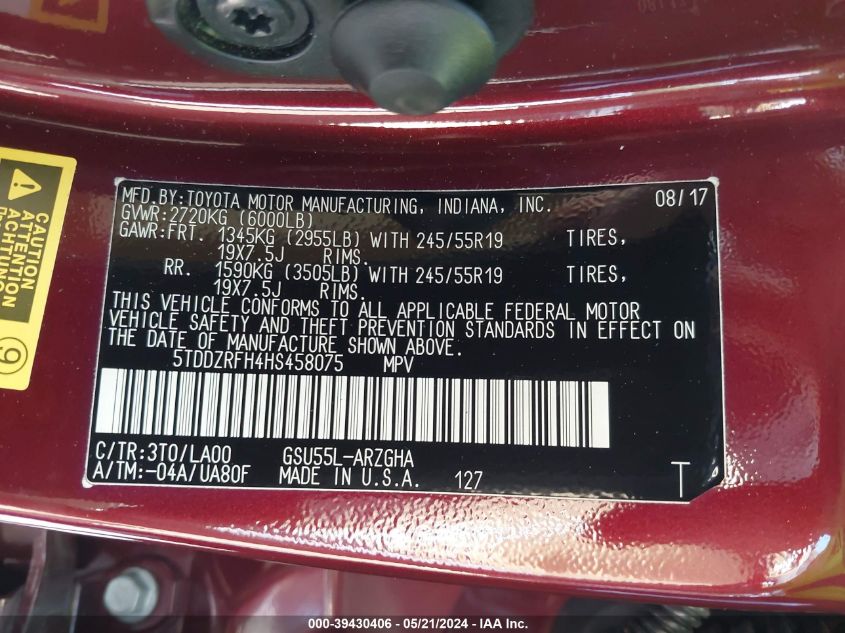 MFD.BY:TOYOTA MOTOR MANUFACTURING, INDIANA, INC. 08/17
GVWR:2720KG (6000LB)
GAWR:FRT. 1345KG (2955LB) WITH 245/55R19 TIRES,
19X7.5J RIMS.
RR. 1590KG (3505LB) WITH 245/55R19 TIRES,
19X7.5J RIMS.
THIS VEHICLE CONFORMS TO ALL APPLICABLE FEDERAL MOTOR
VEHICLE SAFETY AND THEFT PREVENTION STANDARDS IN EFFECT ON
THE DATE OF MANUFACTURE SHOWN ABOVE.
5TDDZRFH4HS458075 MPV
C/TR:3T0/LA00 GSU55L-ARZGHA
A/TM:-04A/UA80F MADE IN U.S.A. 127 T
CAUTION
ATTENTION
ACHTUNG
9
000-39430406 - 05/21/2024 - IAA Inc.